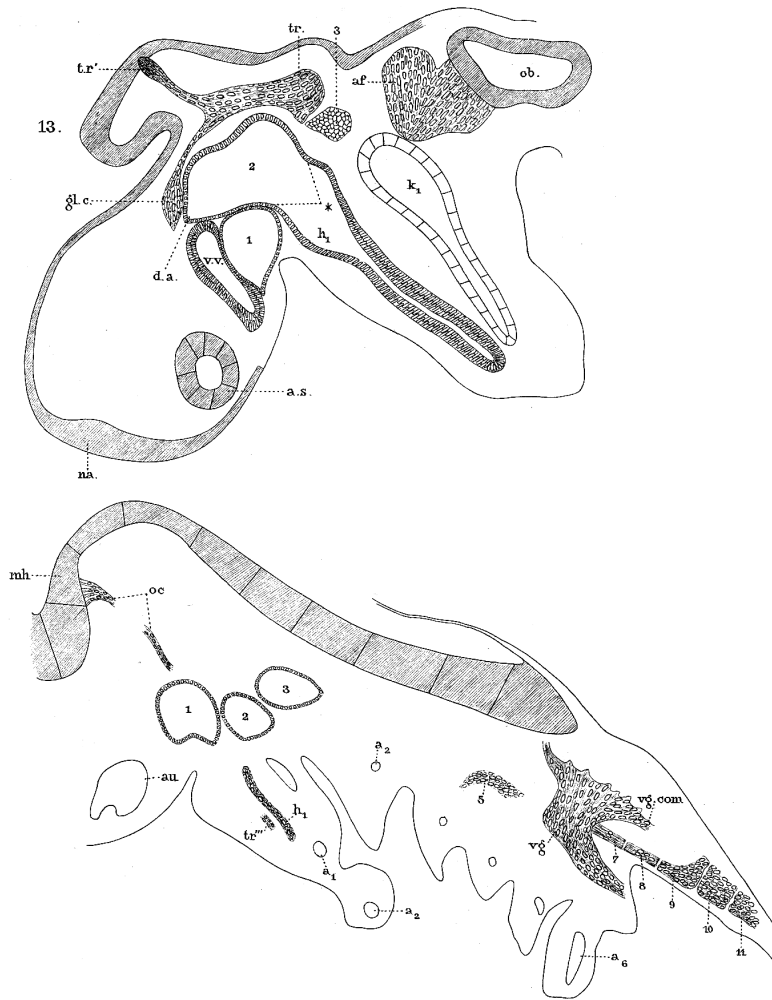 tr.
3
t.r'
af
ob.
13.
2
k₁
gl.c.
*
h₁
1
v.v.
d.a.
a.s.
na.
mh
oc
3
1
2
a₂
au
5
vg.com
h₁
tr'''
vg
7
8
a₁
9
10
11
a₂
a₆